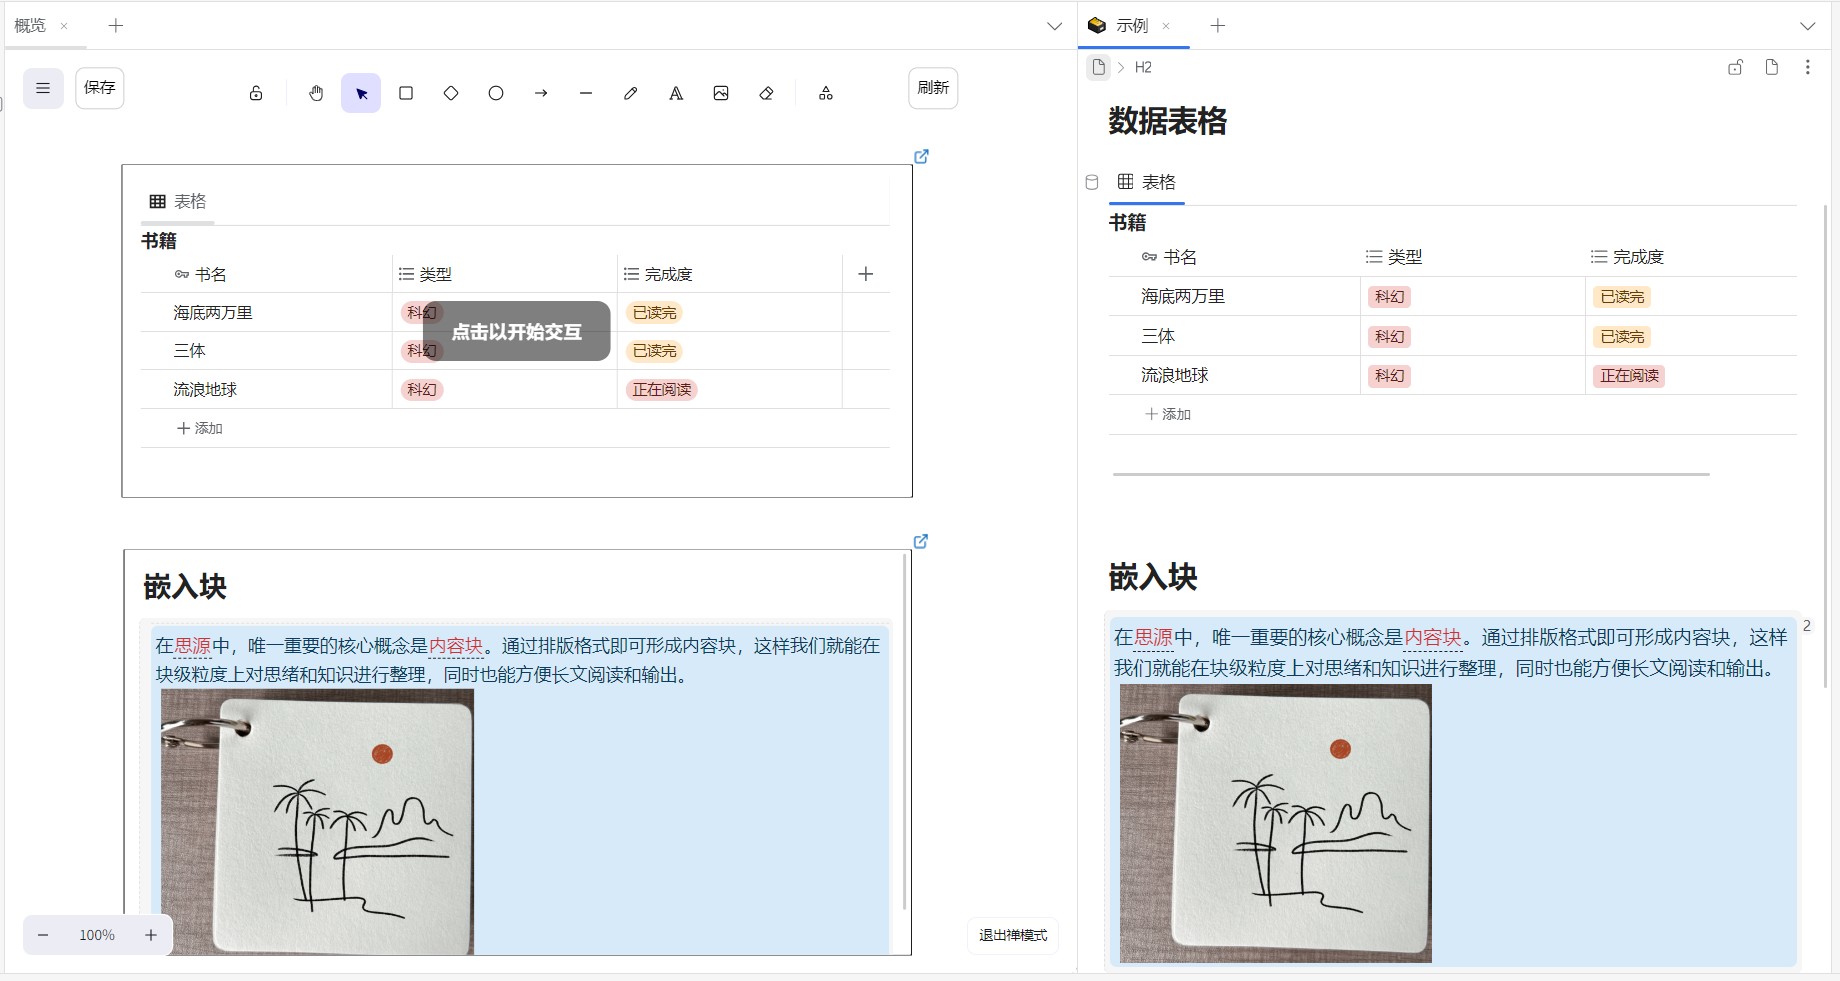 概览
保存
刷新
表格
书籍
书名 类型 完成度
海底两万里 科幻 已读完
点击以开始交互
三体 科幻 已读完
流浪地球 科幻 正在阅读
添加
嵌入块
在思源中，唯一重要的核心概念是内容块。通过排版格式即可形成内容块，这样我们就能在
块级粒度上对思绪和知识进行整理，同时也能方便长文阅读和输出。
100%
退出禅模式
示例
H2
数据表格
表格
书籍
书名 类型 完成度
海底两万里 科幻 已读完
三体 科幻 已读完
流浪地球 科幻 正在阅读
添加
嵌入块
在思源中，唯一重要的核心概念是内容块。通过排版格式即可形成内容块，这样
我们就能在块级粒度上对思绪和知识进行整理，同时也能方便长文阅读和输出。
2